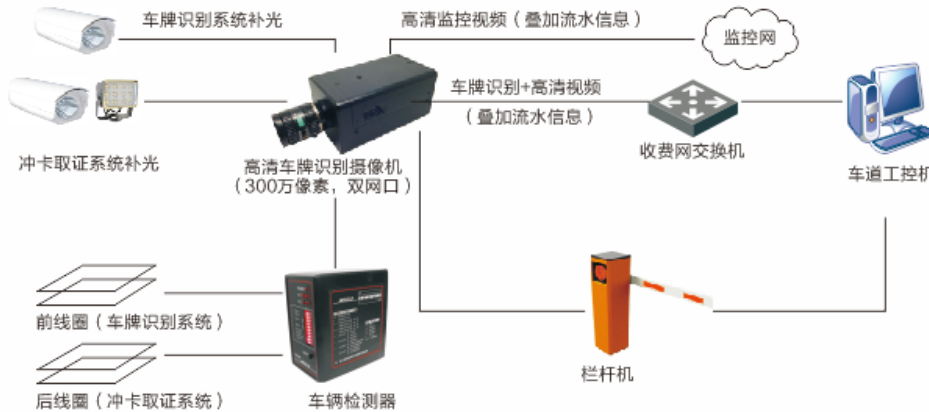 车牌识别系统补光
高清监控视频（叠加流水信息）
监控网
车牌识别+高清视频
（叠加流水信息）
收费网交换机
车道工控机
冲卡取证系统补光
高清车牌识别摄像机
（300万像素，双网口）
前线圈（车牌识别系统）
后线圈（冲卡取证系统）
车辆检测器
栏杆机